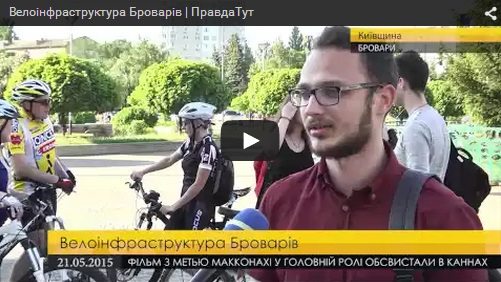 Велоінфраструктура Броварів | ПравдаТут
Київщина
БРОВАРИ
Велоінфраструктура Броварів
21.05.2015 ФІЛЬМ З МЕТЬЮ МАККОНАХІ У ГОЛОВНІЙ РОЛІ ОБСВИСТАЛИ В КАННАХ